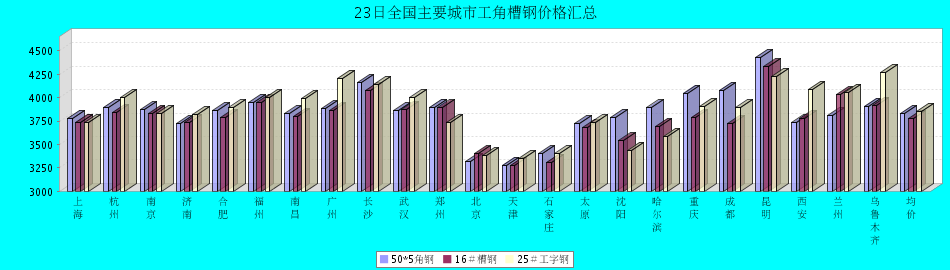 23日全国主要城市工角槽钢价格汇总
4500
4250
4000
3750
3500
3250
3000
上海 杭州 南京 济南 合肥 福州 南昌 广州 长沙 武汉 郑州 北京 天津 石家庄 太原 沈阳 哈尔滨 重庆 成都 昆明 西安 兰州 乌鲁木齐 均价
50*5角钢 16#槽钢 25#工字钢